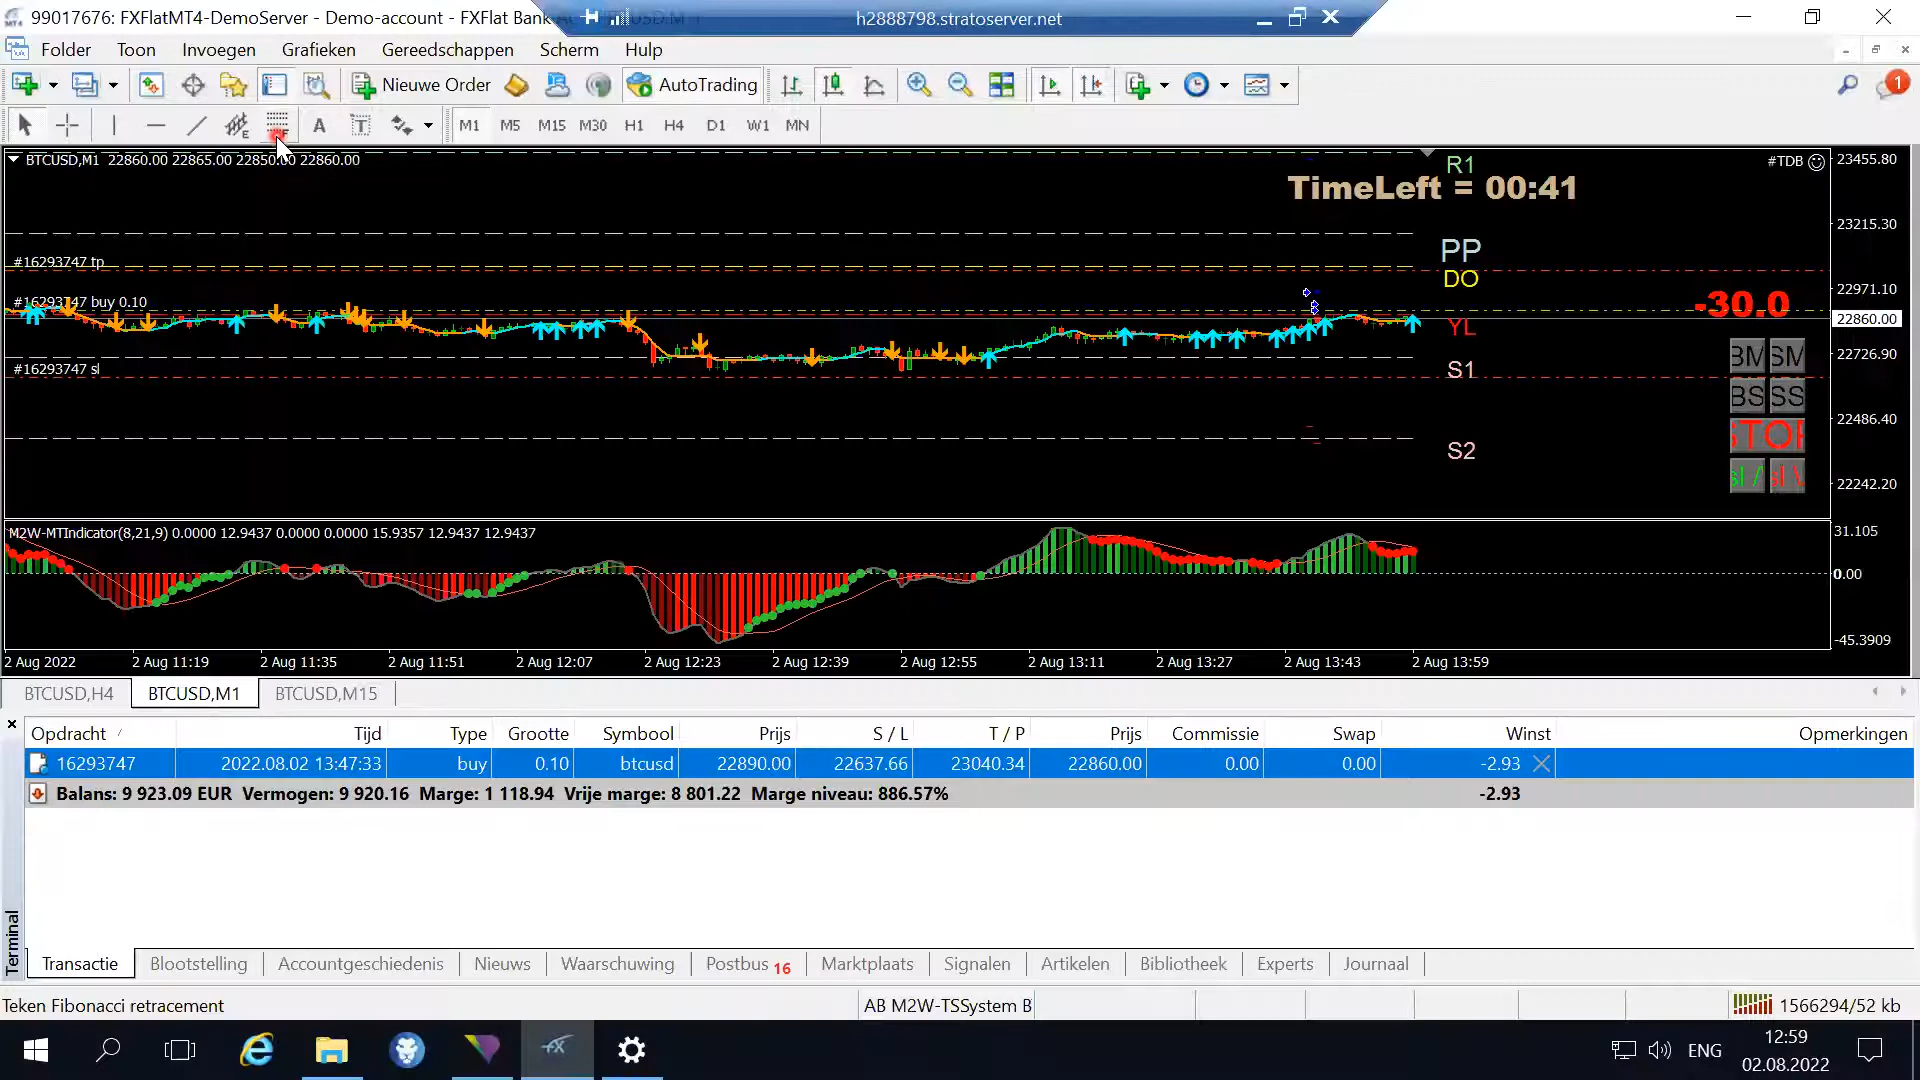 99017676: FXFlatMT4-DemoServer - Demo-account - FXFlat Bank
h2888798.stratoserver.net
Folder Toon Invoegen Grafieken Gereedschappen Scherm Hulp
Nieuwe Order AutoTrading 1
A T M1 M5 M15 M30 H1 H4 D1 W1 MN
BTCUSD,M1 22860.00 22865.00 22850.00 22860.00
#TDB
R1
TimeLeft = 00:41
PP
DO
YL
S1
S2
#16293747 tp
#16293747 buy 0.10
#16293747 sl
-30.0
BM SM
BS SS
STOP
sl
23455.80
23215.30
22971.10
22860.00
22726.90
22486.40
22242.20
M2W-MTIndicator(8,21,9) 0.0000 12.9437 0.0000 0.0000 15.9357 12.9437 12.9437
31.105
0.00
-45.3909
2 Aug 2022 2 Aug 11:19 2 Aug 11:35 2 Aug 11:51 2 Aug 12:07 2 Aug 12:23 2 Aug 12:39 2 Aug 12:55 2 Aug 13:11 2 Aug 13:27 2 Aug 13:43 2 Aug 13:59
BTCUSD,H4 BTCUSD,M1 BTCUSD,M15
Opdracht Tijd Type Grootte Symbool Prijs S / L T / P Prijs Commissie Swap Winst Opmerkingen
16293747 2022.08.02 13:47:33 buy 0.10 btcusd 22890.00 22637.66 23040.34 22860.00 0.00 0.00 -2.93
Balans: 9 923.09 EUR Vermogen: 9 920.16 Marge: 1 118.94 Vrije marge: 8 801.22 Marge niveau: 886.57% -2.93
Terminal
Transactie Blootstelling Accountgeschiedenis Nieuws Waarschuwing Postbus 16 Marktplaats Signalen Artikelen Bibliotheek Experts Journaal
Teken Fibonacci retracement
AB M2W-TSSystem B
1566294/52 kb
ENG
12:59
02.08.2022